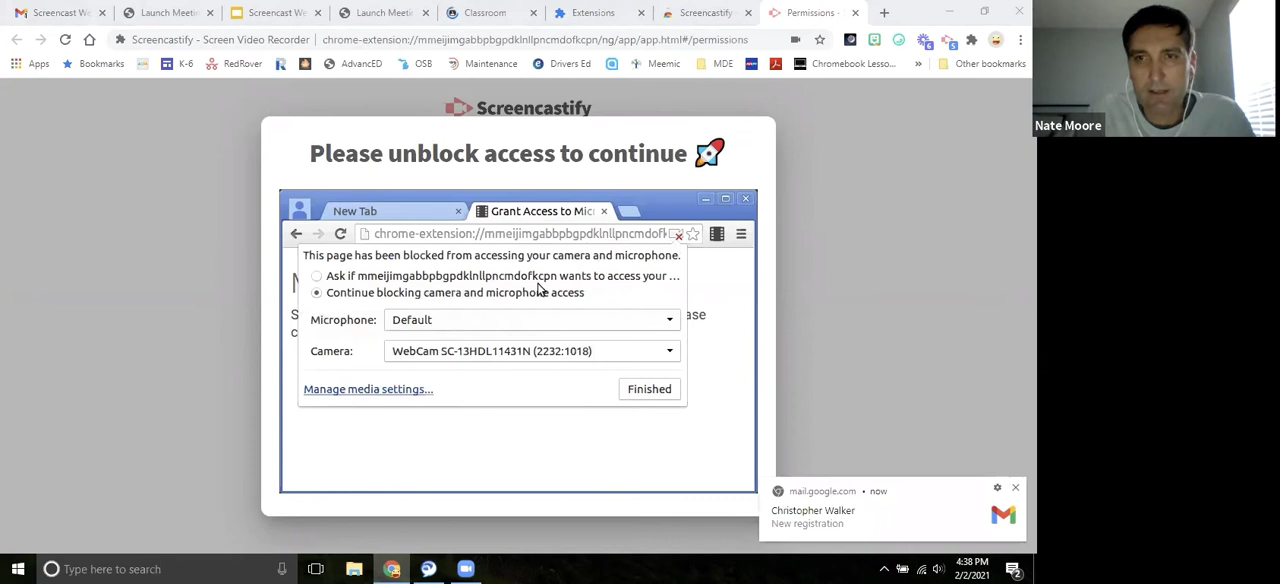 Screencast We
Launch Meetin
Screencast We
Launch Meetin
Classroom
Extensions
Screencastify -
Permissions - S
Screencastify - Screen Video Recorder
chrome-extension://mmeijimgabbpbgpdklnllpncmdofkcpn/ng/app/app.html#/permissions
Apps
Bookmarks
K-6
RedRover
AdvancED
OSB
Maintenance
Drivers Ed
Meemic
MDE
Chromebook Lesso...
»
Other bookmarks
Nate Moore
Screencastify
Please unblock access to continue
New Tab
Grant Access to Mic
chrome-extension://mmeijimgabbpbgpdklnllpncmdofk
This page has been blocked from accessing your camera and microphone.
Ask if mmeijimgabbpbgpdklnllpncmdofkcpn wants to access your ...
Continue blocking camera and microphone access
Microphone:
Default
Camera:
WebCam SC-13HDL11431N (2232:1018)
Manage media settings...
Finished
mail.google.com • now
Christopher Walker
New registration
Type here to search
4:38 PM
2/2/2021
2